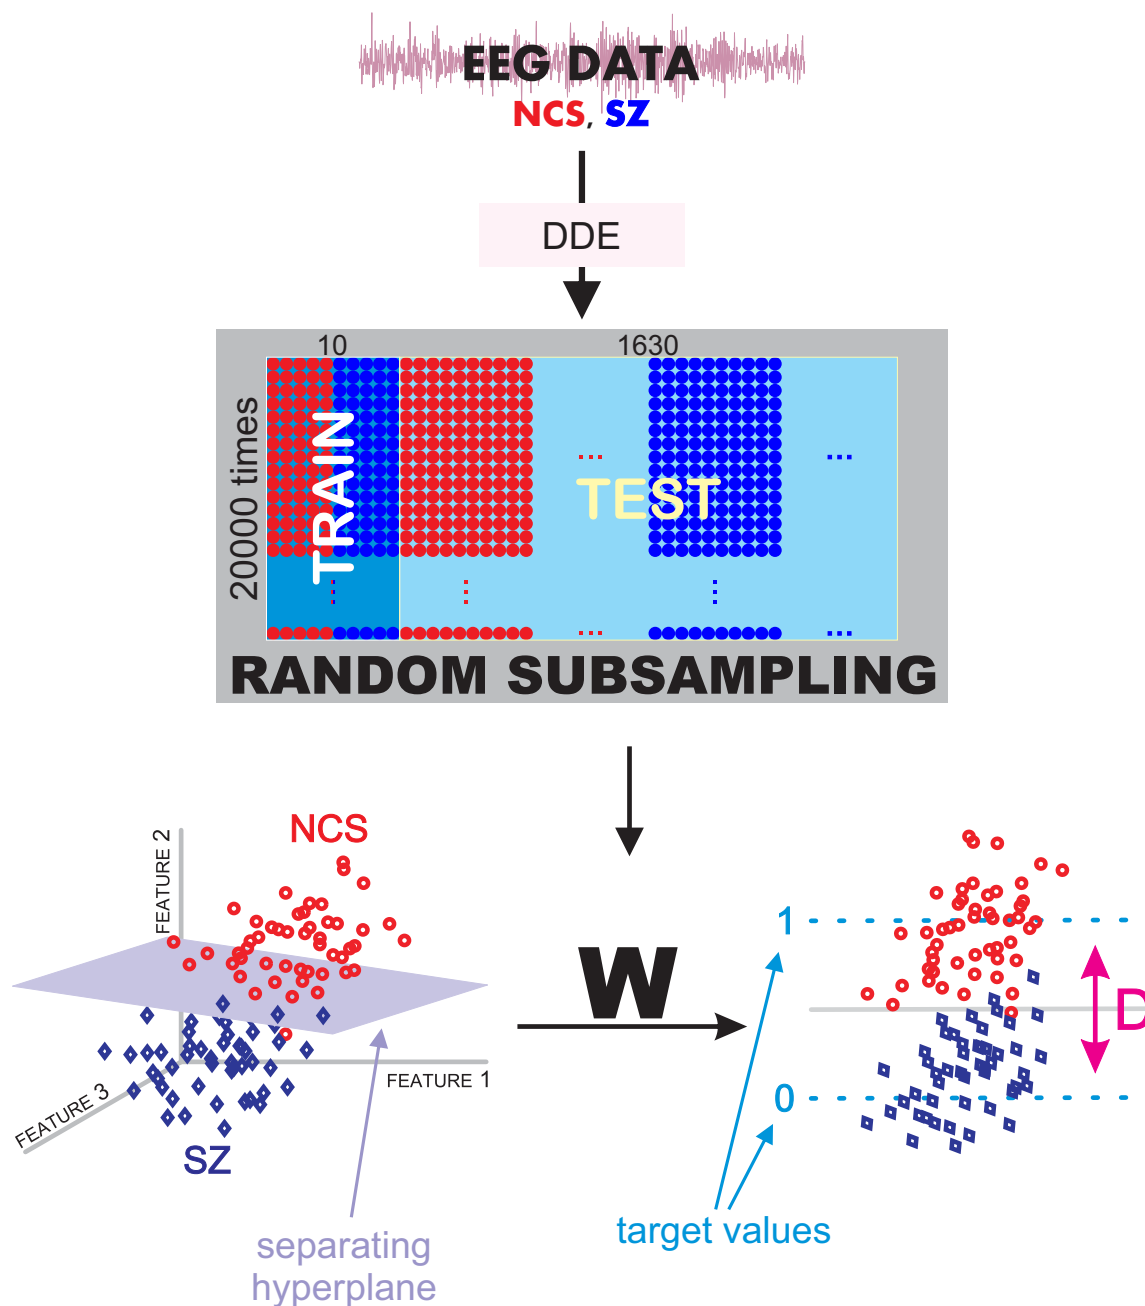 EEG DATA
NCS, SZ
DDE
10
1630
20000 times
TRAIN
TEST
RANDOM SUBSAMPLING
NCS
FEATURE 2
FEATURE 1
FEATURE 3
SZ
separating
hyperplane
W
1
0
D
target values